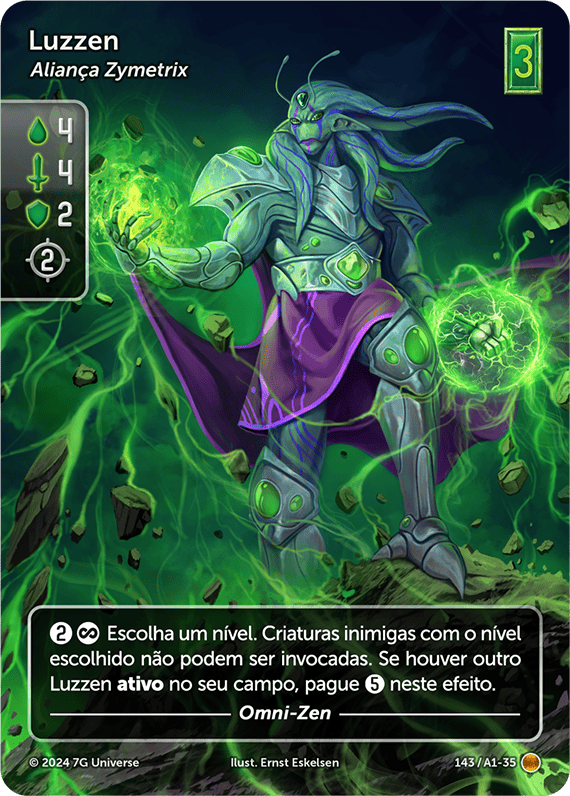 Luzzen
Aliança Zymetrix
3
4
4
2
2
2 ∞ Escolha um nível. Criaturas inimigas com o nível
escolhido não podem ser invocadas. Se houver outro
Luzzen ativo no seu campo, pague 5 neste efeito.
Omni-Zen
© 2024 7G Universe Ilust. Ernst Eskelsen 143 / A1-35